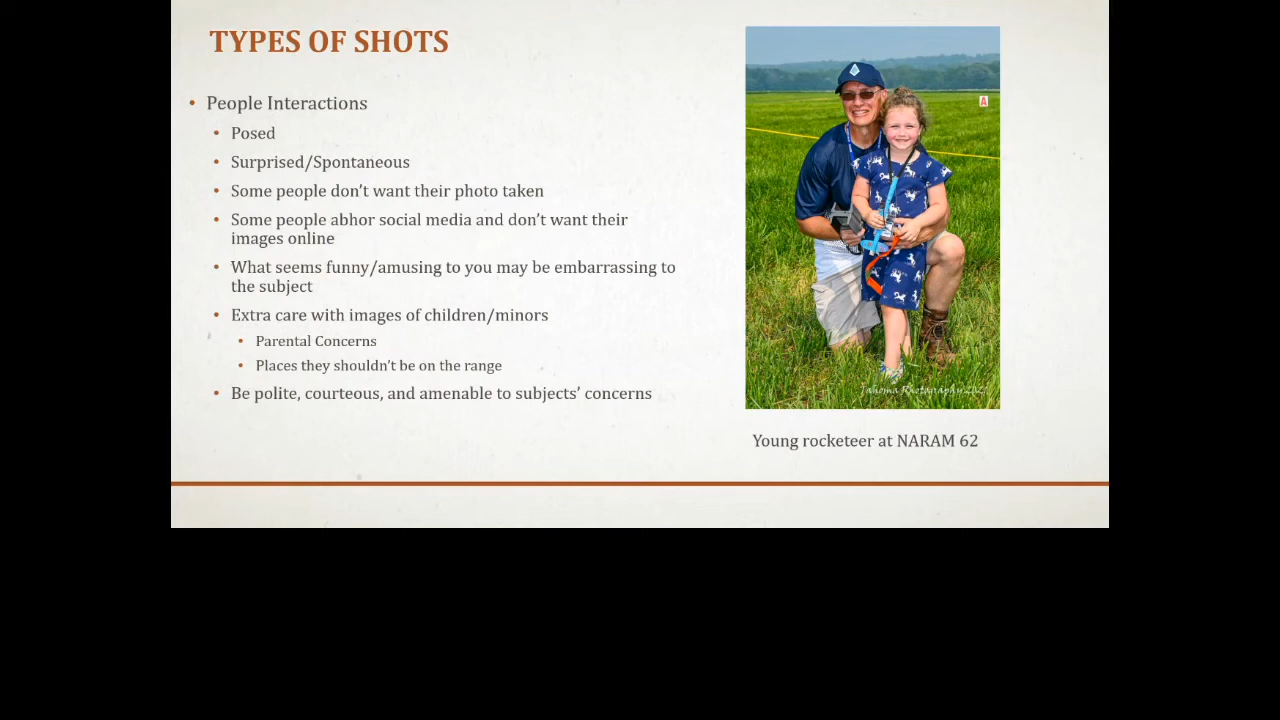 TYPES OF SHOTS
• People Interactions
• Posed
• Surprised/Spontaneous
• Some people don’t want their photo taken
• Some people abhor social media and don’t want their
images online
• What seems funny/amusing to you may be embarrassing to
the subject
• Extra care with images of children/minors
• Parental Concerns
• Places they shouldn’t be on the range
• Be polite, courteous, and amenable to subjects’ concerns
A
Tahoma Photography
Young rocketeer at NARAM 62